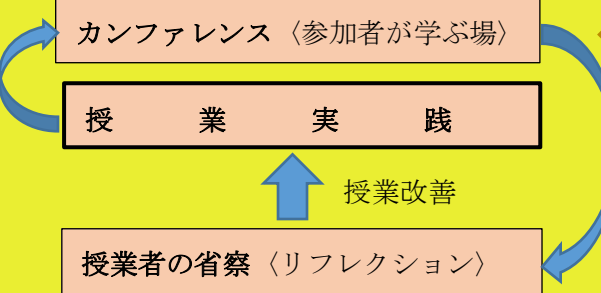 カンファレンス〈参加者が学ぶ場〉
授業実践
授業改善
授業者の省察〈リフレクション〉